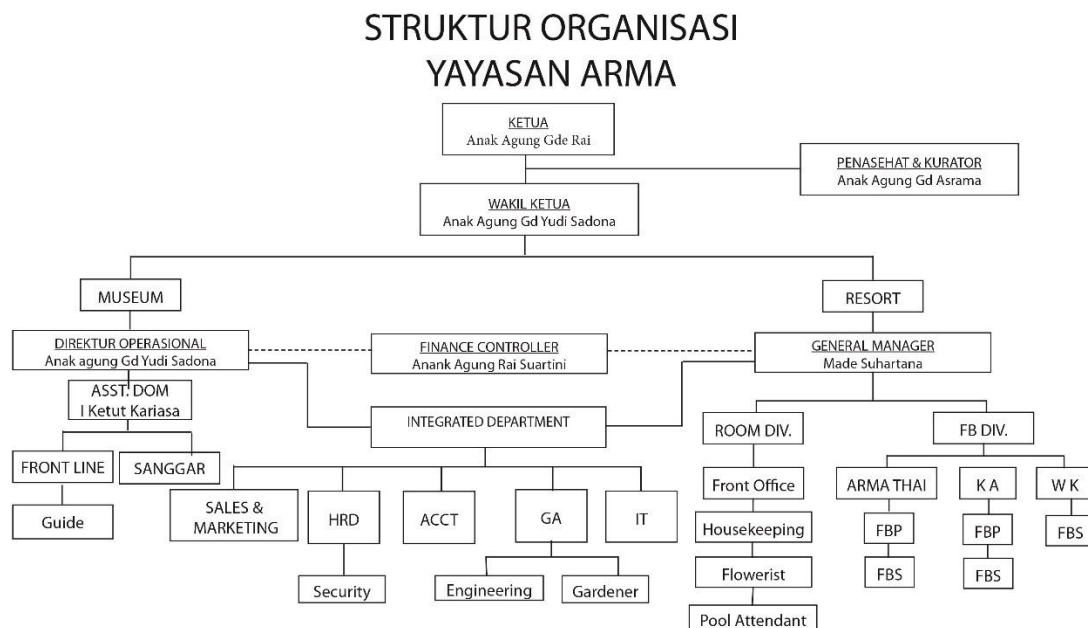 STRUKTUR ORGANISASI
YAYASAN ARMA
KETUA
Anak Agung Gde Rai
PENASEHAT & KURATOR
Anak Agung Gd Asrama
WAKIL KETUA
Anak Agung Gd Yudi Sadona
MUSEUM
RESORT
DIREKTUR OPERASIONAL
Anak agung Gd Yudi Sadona
FINANCE CONTROLLER
Anank Agung Rai Suartini
GENERAL MANAGER
Made Suhartana
ASST. DOM
I Ketut Kariasa
INTEGRATED DEPARTMENT
ROOM DIV.
FB DIV.
FRONT LINE
SANGGAR
Guide
SALES &
MARKETING
HRD
ACCT
GA
IT
Security
Engineering
Gardener
Front Office
Housekeeping
Flowerist
Pool Attendant
ARMA THAI
K A
W K
FBP
FBP
FBS
FBS
FBS